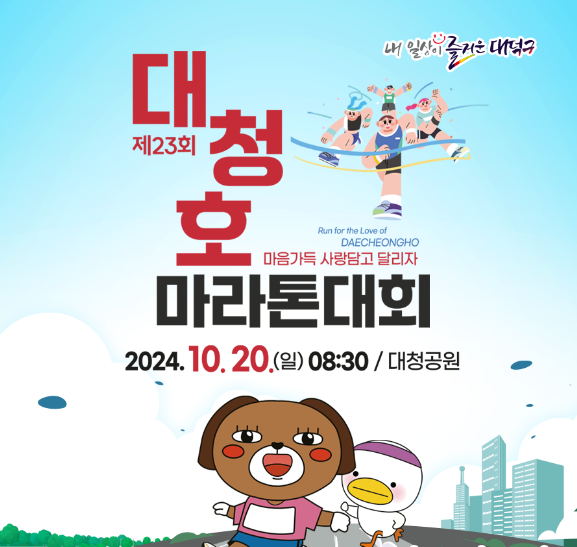 내 일상이 즐거운 대덕구
대청호
제23회
Run for the Love of
DAECHEONGHO
마음가득 사랑담고 달리자
마라톤대회
2024. 10. 20.(일) 08:30 / 대청공원